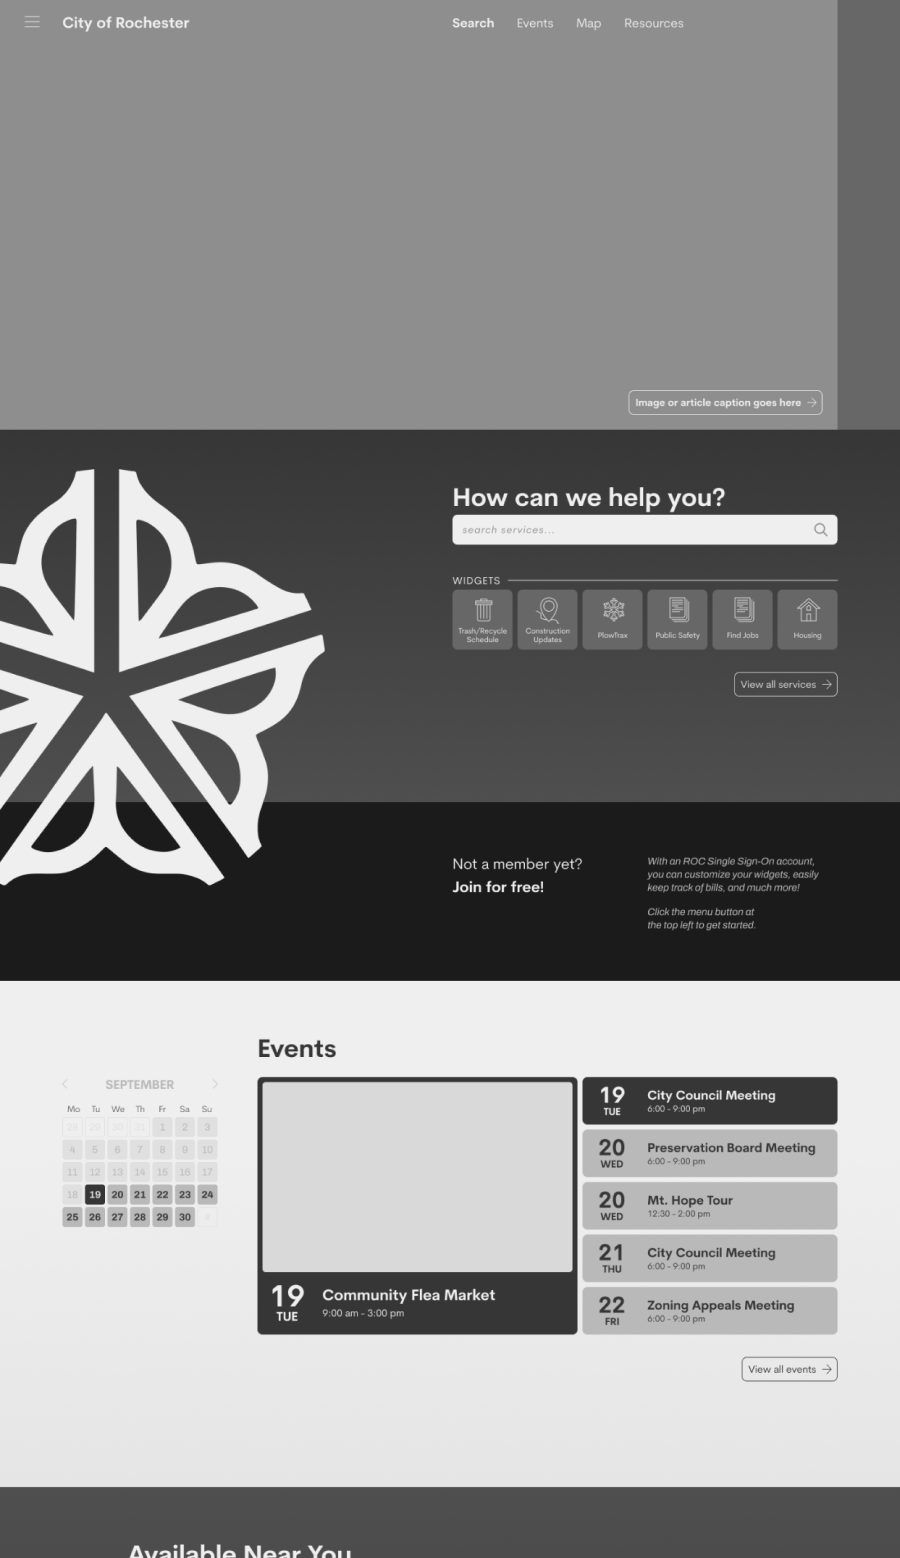 City of Rochester
Search Events Map Resources
Image or article caption goes here
How can we help you?
search services...
WIDGETS
Trash/Recycle
Schedule
Construction
Updates
PlowTrax
Public Safety
Find Jobs
Housing
View all services
Not a member yet?
Join for free!
With an ROC Single Sign-On account,
you can customize your widgets, easily
keep track of bills, and much more!
Click the menu button at
the top left to get started.
Events
SEPTEMBER
Mo Tu We Th Fr Sa Su
28 29 30 31 1 2 3
4 5 6 7 8 9 10
11 12 13 14 15 16 17
18 19 20 21 22 23 24
25 26 27 28 29 30
19
TUE
Community Flea Market
9:00 am - 3:00 pm
19
TUE
City Council Meeting
6:00 - 9:00 pm
20
WED
Preservation Board Meeting
6:00 - 9:00 pm
20
WED
Mt. Hope Tour
12:30 - 2:00 pm
21
THU
City Council Meeting
6:00 - 9:00 pm
22
FRI
Zoning Appeals Meeting
6:00 - 9:00 pm
View all events
Available Near You